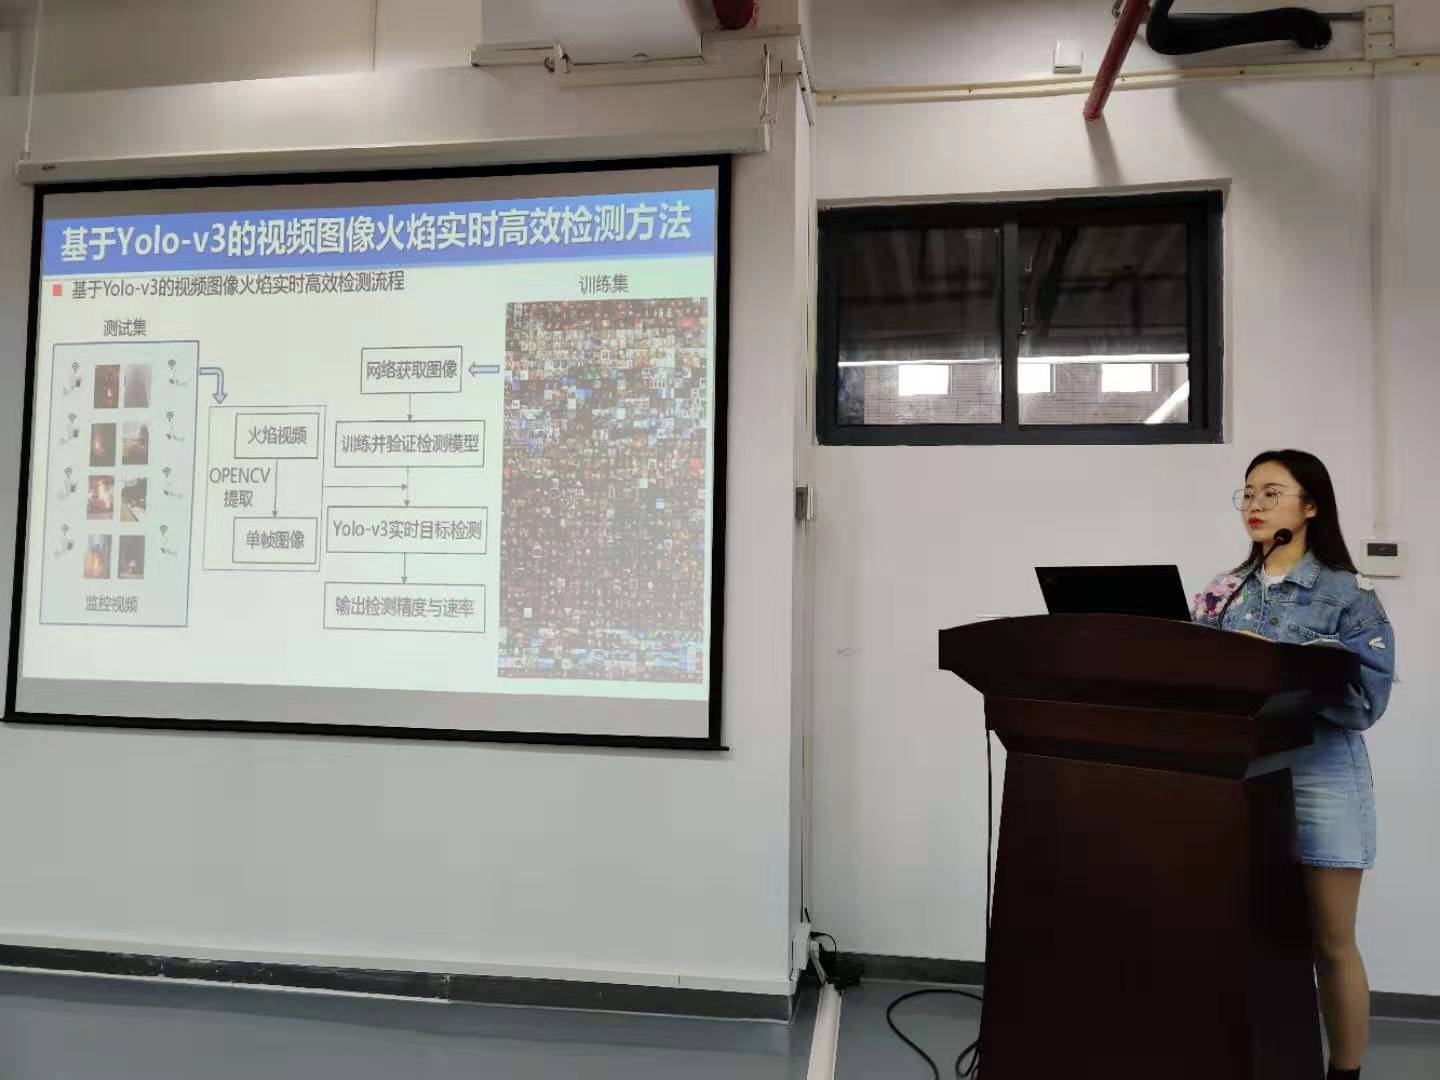 基于Yolo-v3的视频图像火焰实时高效检测方法
基于Yolo-v3的视频图像火焰实时高效检测流程
训练集
测试集
网络获取图像
火焰视频
训练并验证检测模型
OPENCV
提取
Yolo-v3实时目标检测
单帧图像
输出检测精度与速率
监控视频